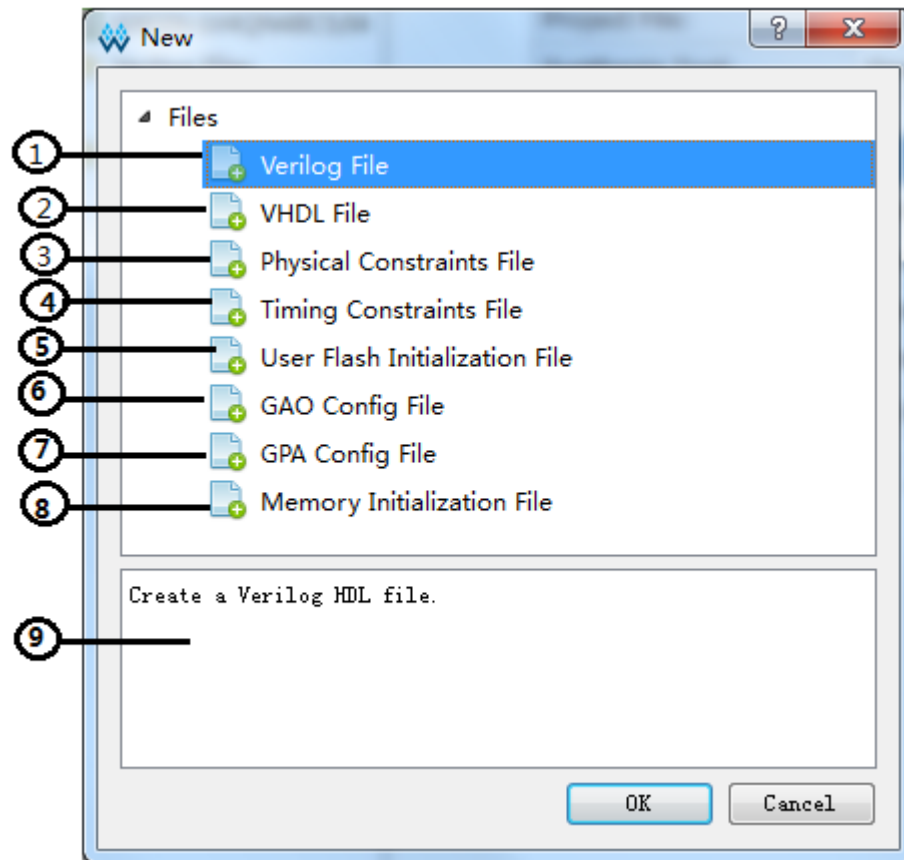 New
?
X
Files
1 Verilog File
2 VHDL File
3 Physical Constraints File
4 Timing Constraints File
5 User Flash Initialization File
6 GAO Config File
7 GPA Config File
8 Memory Initialization File
Create a Verilog HDL file.
9
OK Cancel